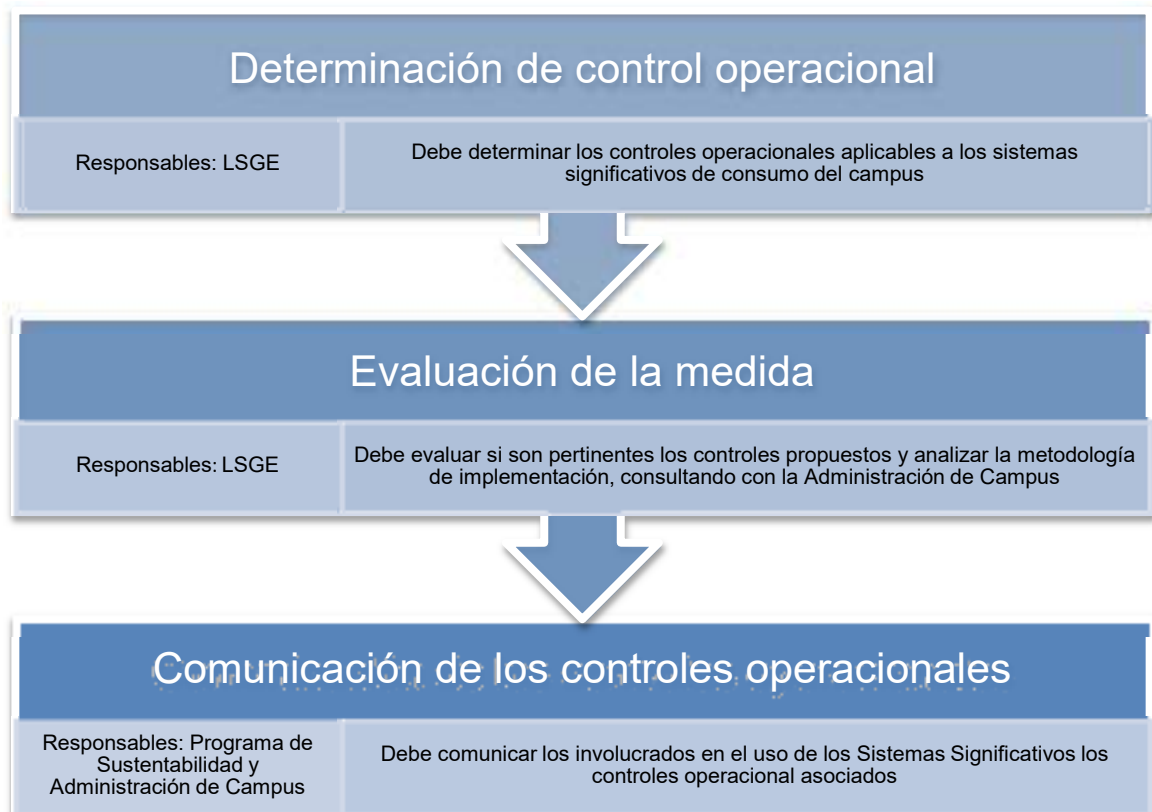 Determinación de control operacional
Responsables: LSGE
Debe determinar los controles operacionales aplicables a los sistemas
significativos de consumo del campus
Evaluación de la medida
Responsables: LSGE
Debe evaluar si son pertinentes los controles propuestos y analizar la metodología
de implementación, consultando con la Administración de Campus
Comunicación de los controles operacionales
Responsables: Programa de
Sustentabilidad y
Administración de Campus
Debe comunicar los involucrados en el uso de los Sistemas Significativos los
controles operacional asociados